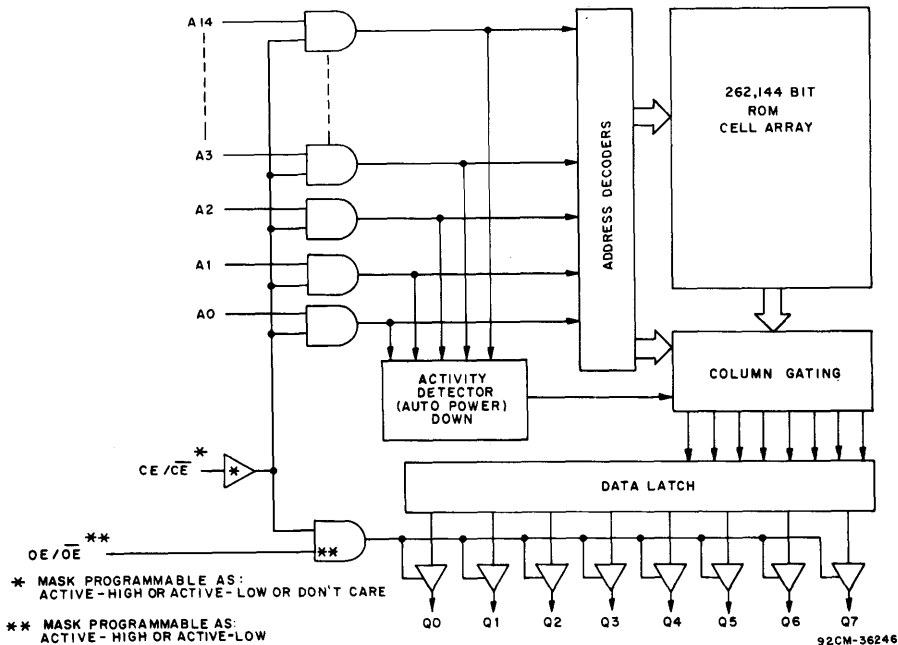 A14
A3
A2
A1
A0
ADDRESS DECODERS
262,144 BIT
ROM
CELL ARRAY
ACTIVITY
DETECTOR
(AUTO POWER)
DOWN
COLUMN GATING
CE/C̅E̅ *
*
DATA LATCH
OE/O̅E̅ **
**
* MASK PROGRAMMABLE AS:
ACTIVE-HIGH OR ACTIVE-LOW OR DON'T CARE
** MASK PROGRAMMABLE AS:
ACTIVE-HIGH OR ACTIVE-LOW
Q0 Q1 Q2 Q3 Q4 Q5 Q6 Q7
92CM-36246